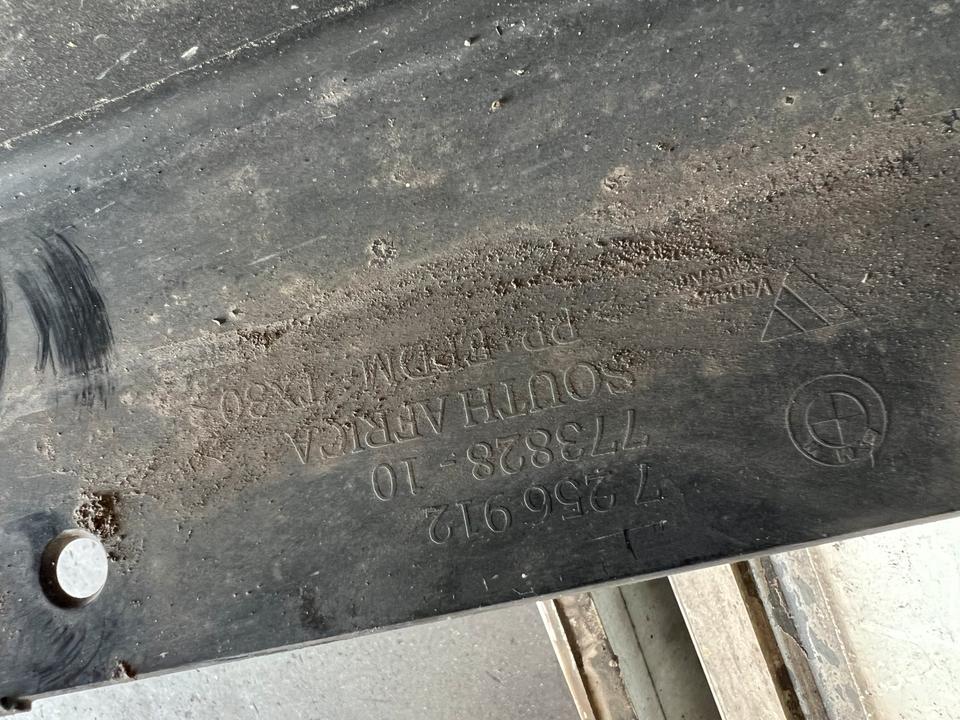 7 256 912
773828 - 10
SOUTH AFRICA
PP+EPDM-TX30<